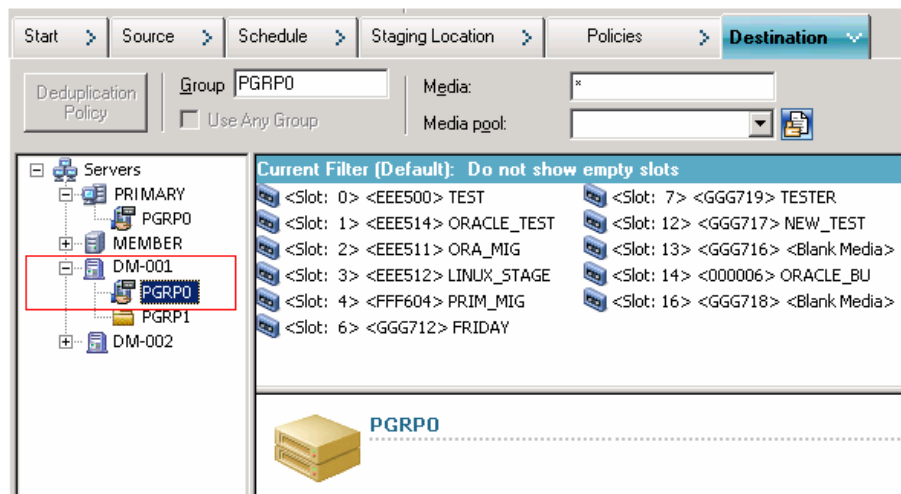 Start Source Schedule Staging Location Policies Destination
Deduplication Policy
Group PGRP0
Use Any Group
Media: *
Media pool:
Servers
PRIMARY
PGRP0
MEMBER
DM-001
PGRP0
PGRP1
DM-002
Current Filter (Default): Do not show empty slots
<Slot: 0> <EEE500> TEST
<Slot: 1> <EEE514> ORACLE_TEST
<Slot: 2> <EEE511> ORA_MIG
<Slot: 3> <EEE512> LINUX_STAGE
<Slot: 4> <FFF604> PRIM_MIG
<Slot: 6> <GGG712> FRIDAY
<Slot: 7> <GGG719> TESTER
<Slot: 12> <GGG717> NEW_TEST
<Slot: 13> <GGG716> <Blank Media>
<Slot: 14> <000006> ORACLE_BU
<Slot: 16> <GGG718> <Blank Media>
PGRP0